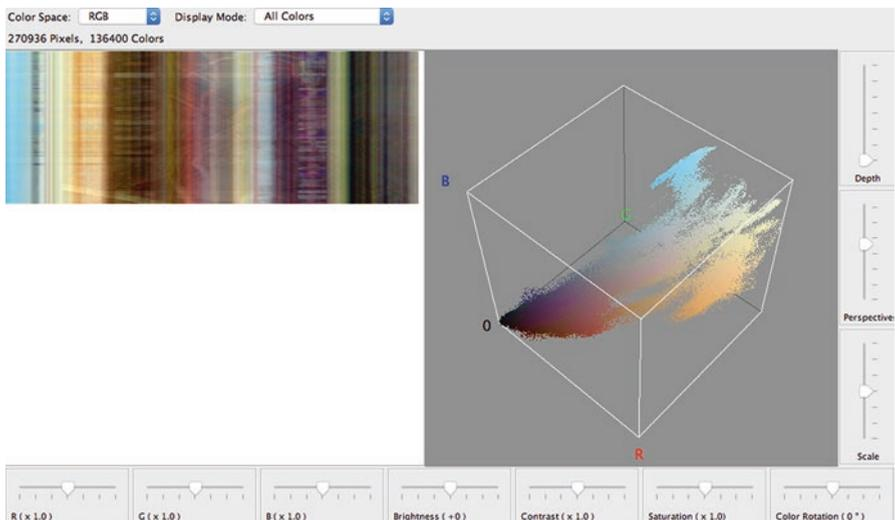 Color Space: RGB Display Mode: All Colors
270936 Pixels, 136400 Colors
B
G
0
R
Depth
Perspective
Scale
R ( x 1.0 ) G ( x 1.0 ) B ( x 1.0 ) Brightness ( +0 ) Contrast ( x 1.0 ) Saturation ( x 1.0 ) Color Rotation ( 0 ° )